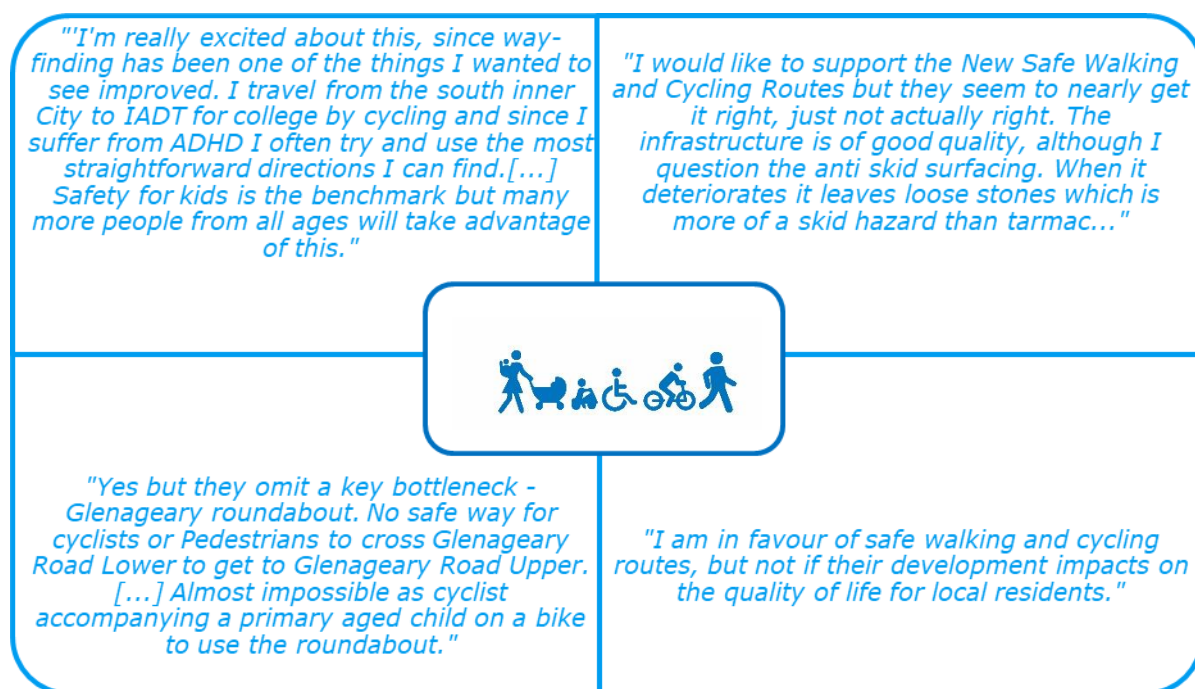 "'I'm really excited about this, since way-
finding has been one of the things I wanted to
see improved. I travel from the south inner
City to IADT for college by cycling and since I
suffer from ADHD I often try and use the most
straightforward directions I can find.[...]
Safety for kids is the benchmark but many
more people from all ages will take advantage
of this."
"I would like to support the New Safe Walking
and Cycling Routes but they seem to nearly get
it right, just not actually right. The
infrastructure is of good quality, although I
question the anti skid surfacing. When it
deteriorates it leaves loose stones which is
more of a skid hazard than tarmac..."
"Yes but they omit a key bottleneck -
Glenageary roundabout. No safe way for
cyclists or Pedestrians to cross Glenageary
Road Lower to get to Glenageary Road Upper.
[...] Almost impossible as cyclist
accompanying a primary aged child on a bike
to use the roundabout."
"I am in favour of safe walking and cycling
routes, but not if their development impacts on
the quality of life for local residents."